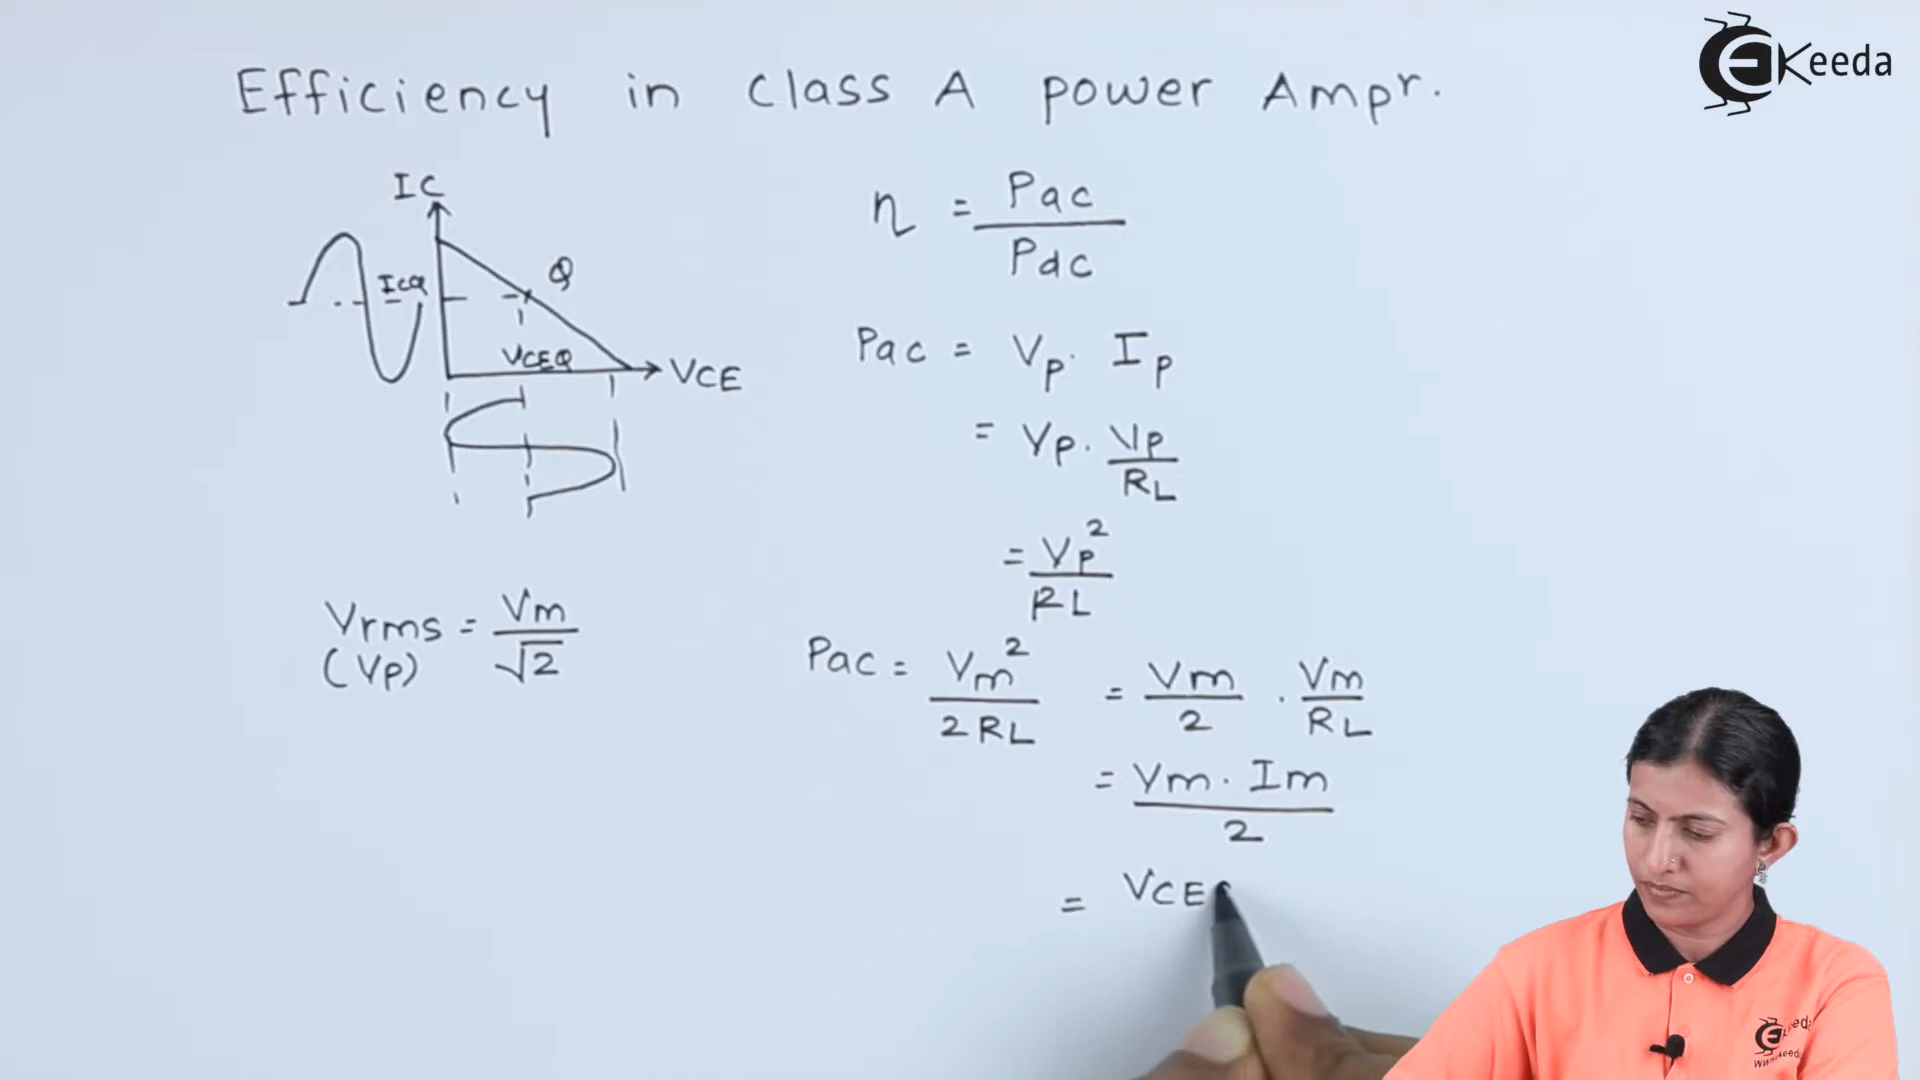 EKeeda
Efficiency in Class A power Ampr.
IC
ICQ
Q
VCEQ
VCE
η = Pac / Pdc
Pac = Vp. Ip
= Vp. Vp / RL
= Vp² / RL
Vrms = Vm / √2
(Vp)
Pac = Vm² / 2RL = Vm / 2 . Vm / RL
= Vm. Im / 2
= VCE